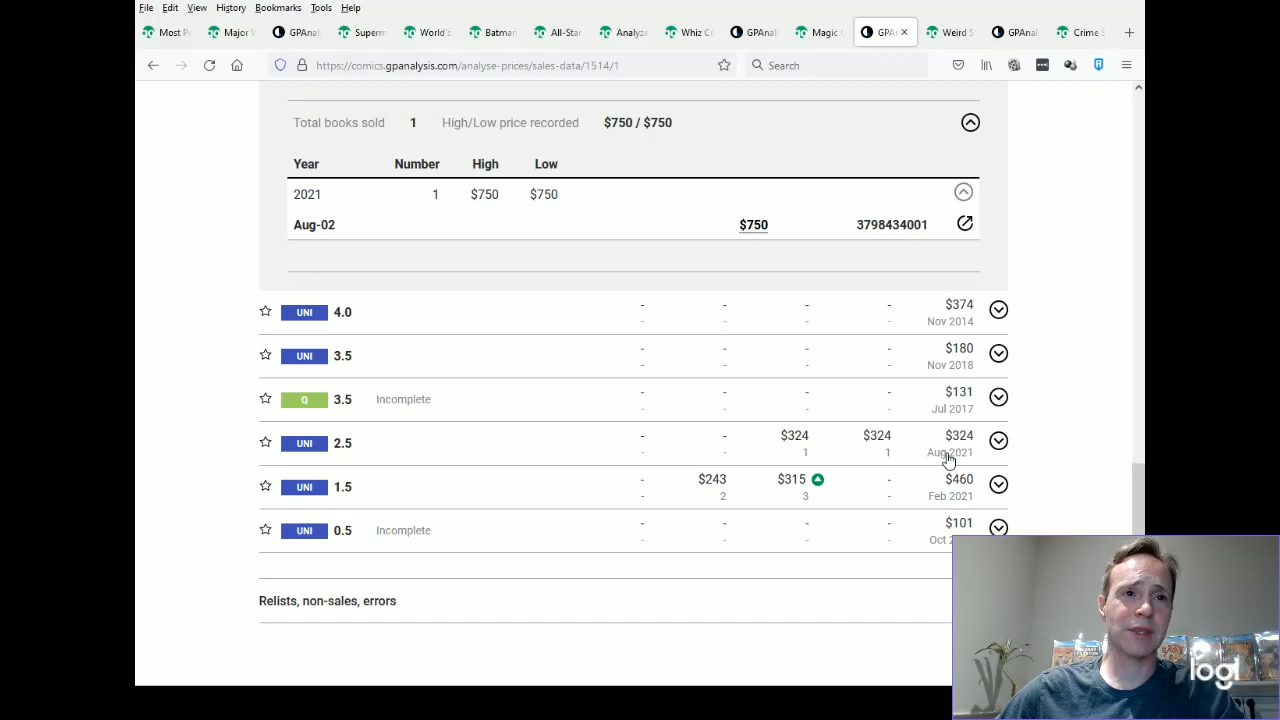 File Edit View History Bookmarks Tools Help
Most P Major V GPAnal Superm World's Batman All-Star Analyze Whiz Co GPAnal Magic GPAn Weird S GPAnal Crime S
https://comics.gpanalysis.com/analyse-prices/sales-data/1514/1 Search
Total books sold 1 High/Low price recorded $750 / $750
Year Number High Low
2021 1 $750 $750
Aug-02 $750 3798434001
UNI 4.0 - - - - $374
- - - - Nov 2014
UNI 3.5 - - - - $180
- - - - Nov 2018
Q 3.5 Incomplete - - - - $131
- - - - Jul 2017
UNI 2.5 - - $324 $324 $324
- - 1 1 Aug 2021
UNI 1.5 - $243 $315 - $460
- 2 3 - Feb 2021
UNI 0.5 Incomplete - - - - $101
- - - - Oct
Relists, non-sales, errors
logi